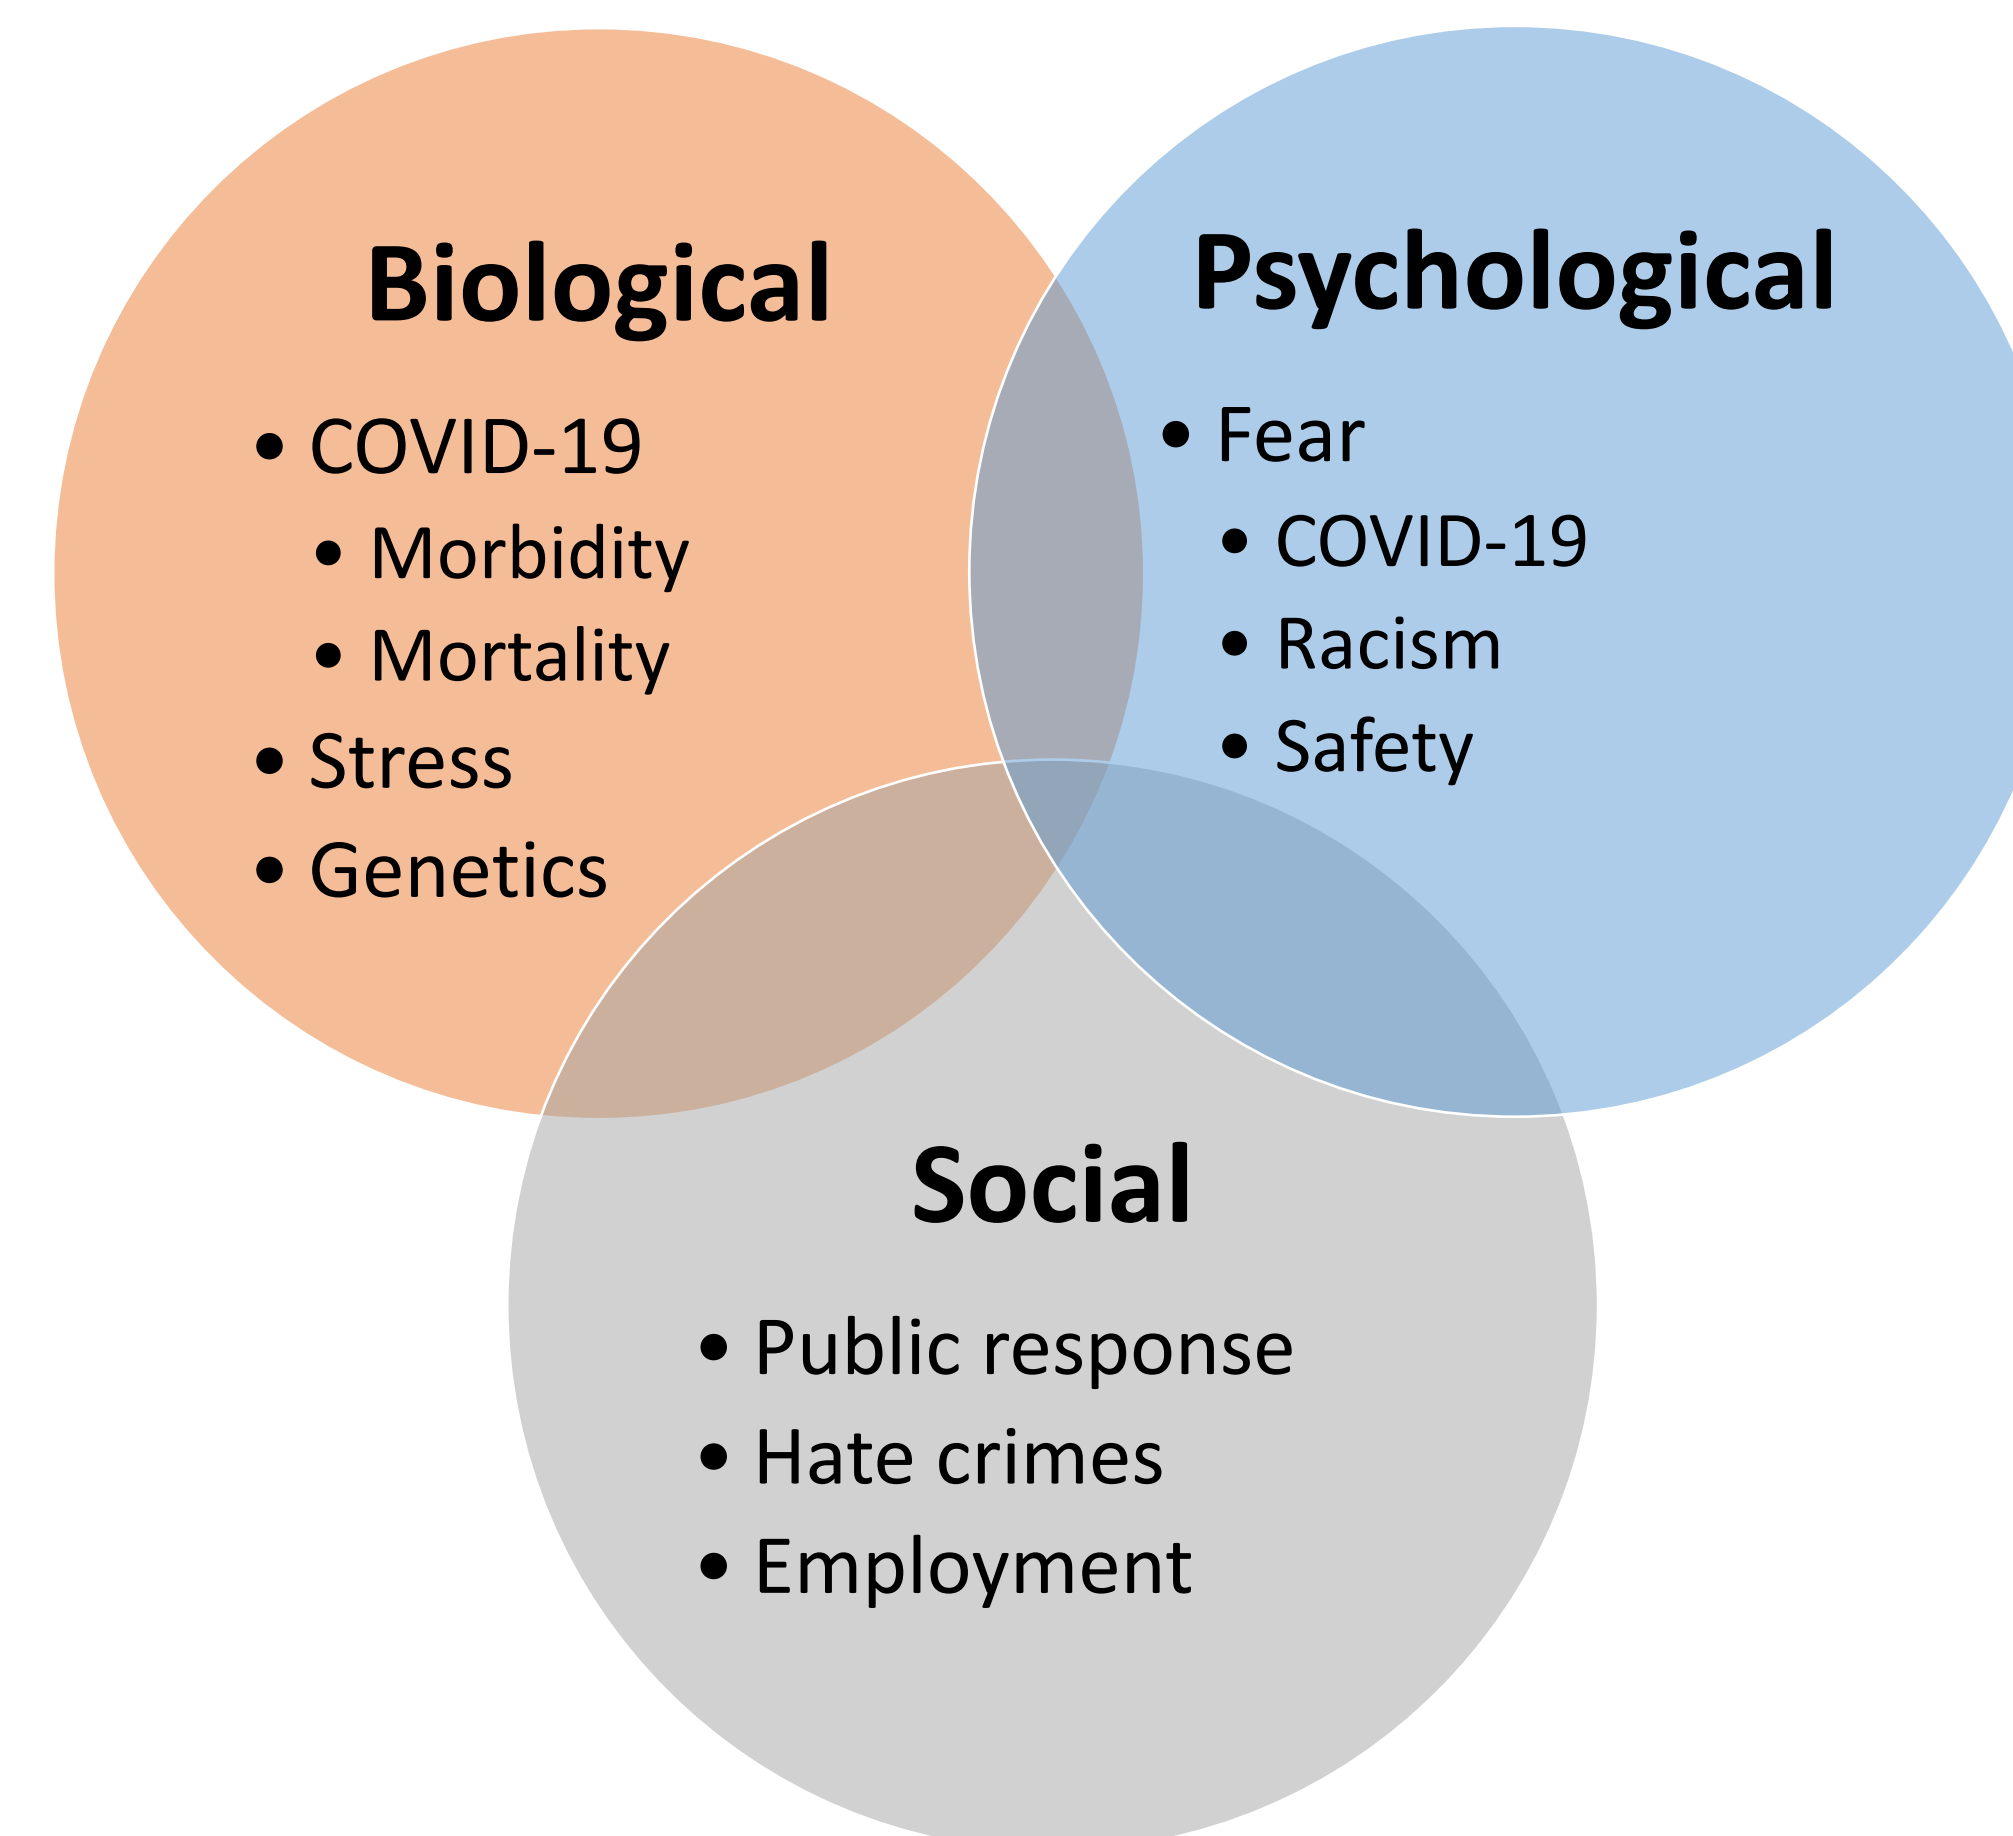 Biological
• COVID-19
• Morbidity
• Mortality
• Stress
• Genetics
Psychological
• Fear
• COVID-19
• Racism
• Safety
Social
• Public response
• Hate crimes
• Employment